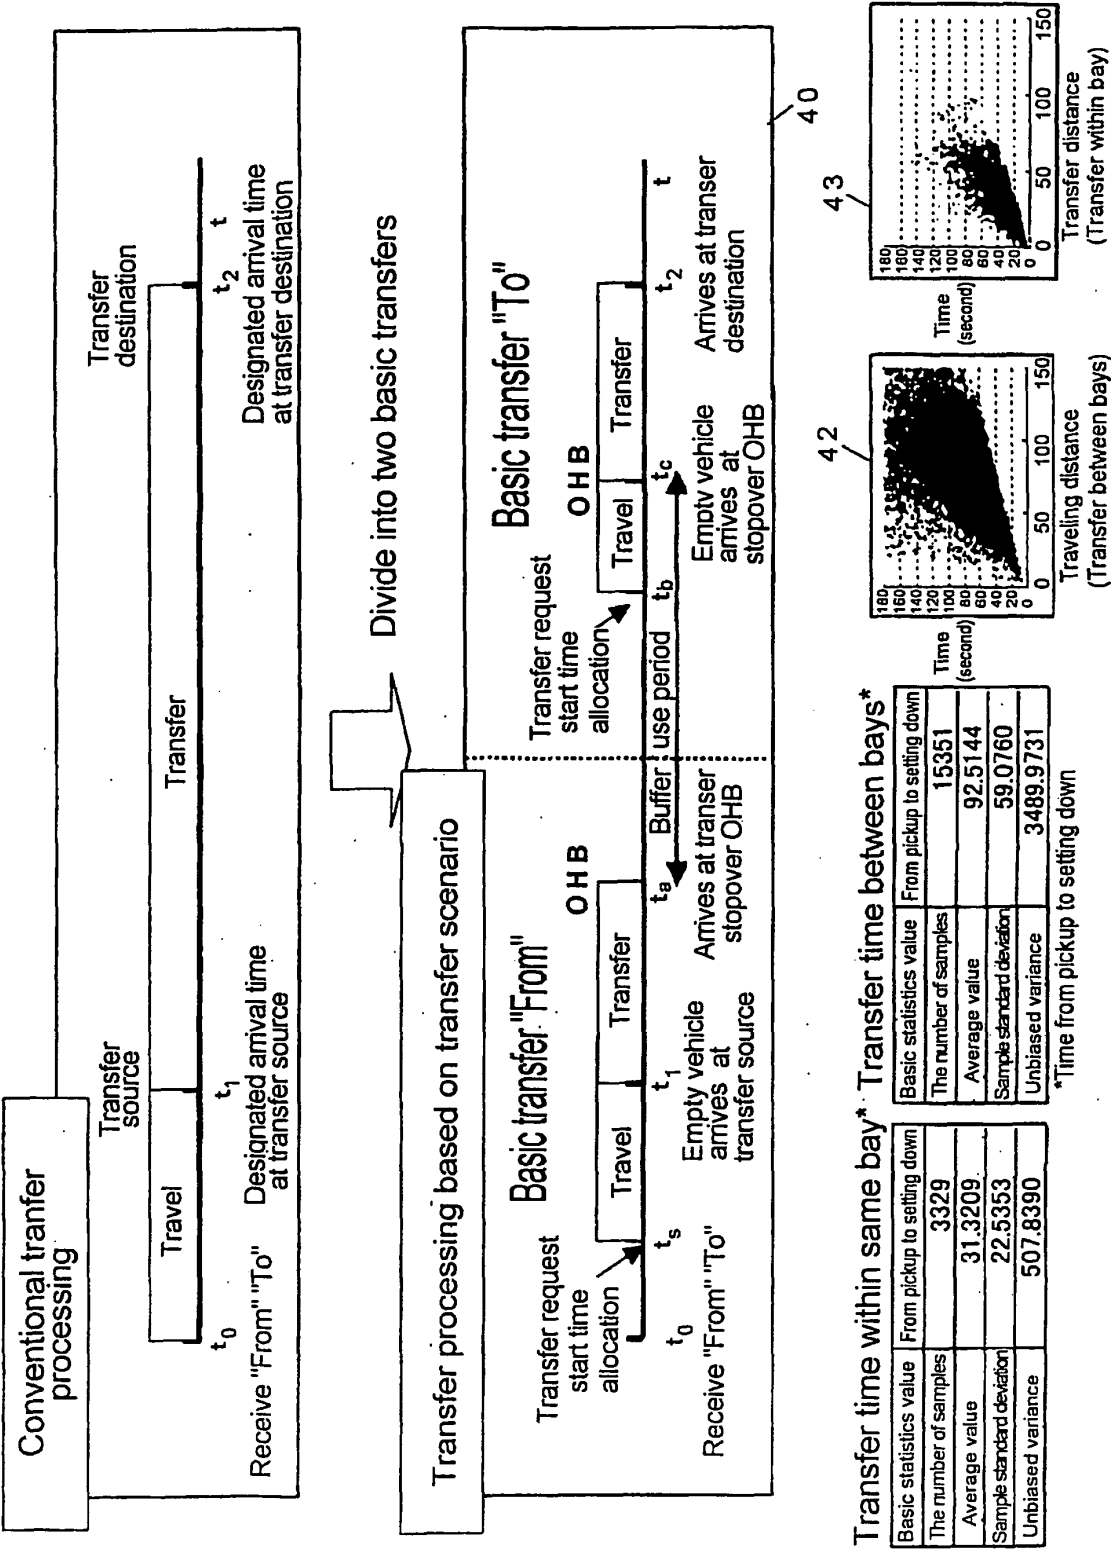 Conventional tranfer
processing
Transfer
source
Transfer
destination
Travel
Transfer
t0
t1
t2
t
Receive "From" "To"
Designated arrival time
at transfer source
Designated arrival time
at transfer destination
Divide into two basic transfers
Transfer processing based on transfer scenario
Basic transfer "From"
Basic transfer "To"
Transfer request
start time
allocation
OHB
Transfer request
start time
allocation
OHB
Travel
Transfer
Buffer use period
Travel
Transfer
t0
ts
t1
ta
tb
tc
t2
t
Receive "From" "To"
Empty vehicle
arrives at
transfer source
Arrives at transer
stopover OHB
Empty vehicle
arrives at
stopover OHB
Arrives at transer
destination
40
Transfer time within same bay*
Basic statistics value From pickup to setting down
The number of samples 3329
Average value 31.3209
Sample standard deviation 22.5353
Unbiased variance 507.8390
Transfer time between bays*
Basic statistics value From pickup to setting down
The number of samples 15351
Average value 92.5144
Sample standard deviation 59.0760
Unbiased variance 3489.9731
*Time from pickup to setting down
42
Time
(second)
180
160
140
120
100
80
60
40
20
0
0 50 100 150
Traveling distance
(Transfer between bays)
43
Time
(second)
180
160
140
120
100
80
60
40
20
0
0 50 100 150
Transfer distance
(Transfer within bay)